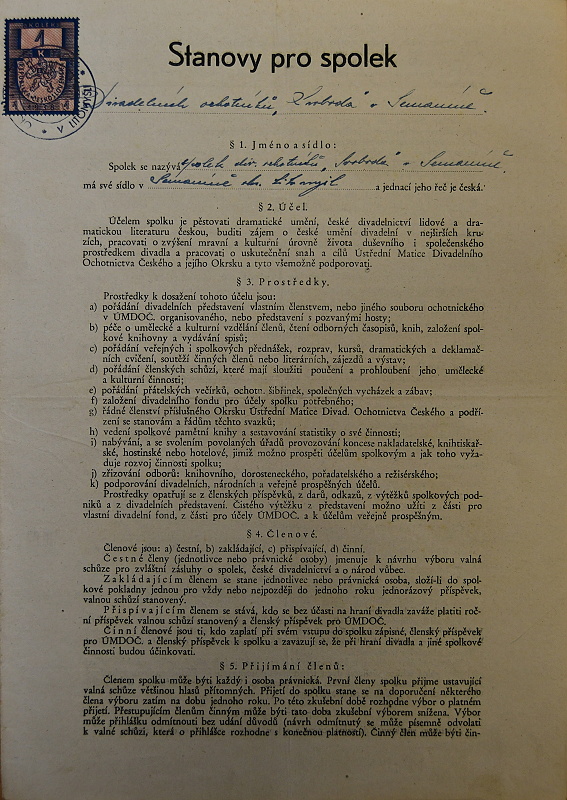 1
K
Stanovy pro spolek
divadelních ochotníků „Svoboda" v Semaníně.
§ 1. Jméno a sídlo:
Spolek se nazývá spolek div. ochotníků „Svoboda" v Semaníně.
má své sídlo v Semaníně a jednací jeho řeč je česká.
§ 2. Účel.
Účelem spolku je pěstovati dramatické umění, české divadelnictví lidové a dra-
matickou literaturu českou, buditi zájem o české umění divadelní v nejširších kru-
zích, pracovati o zvýšení mravní a kulturní úrovně života duševního i společenského
prostředkem divadla a pracovati o uskutečnění snah a cílů Ústřední Matice Divadelního
Ochotnictva Českého a jejího Okrsku a tyto všemožně podporovati.
§ 3. Prostředky.
Prostředky k dosažení tohoto účelu jsou:
a) pořádání divadelních představení vlastním členstvem, nebo jiného souboru ochotnického
v ÚMDOČ. organisovaného, nebo představení s pozvanými hosty;
b) péče o umělecké a kulturní vzdělání členů, čtení odborných časopisů, knih, založení spol-
kové knihovny a vydávání spisů;
c) pořádání veřejných i spolkových přednášek, rozprav, kursů, dramatických a deklamač-
ních cvičení, soutěží činných členů nebo literárních, zájezdů a výstav;
d) pořádání členských schůzí, které mají sloužiti poučení a prohloubení jeho umělecké
a kulturní činnosti;
e) pořádání přátelských večírků, ochotn. šibřinek, společných vycházek a zábav;
f) založení divadelního fondu pro účely spolku potřebného;
g) řádné členství příslušného Okrsku Ústřední Matice Divad. Ochotnictva Českého a podří-
zení se stanovám a řádům těchto svazků;
h) vedení spolkové pamětní knihy a sestavování statistiky o své činnosti;
i) nabývání, a se svolením povolaných úřadů provozování koncese nakladatelské, knihtiskař-
ské, hostinské nebo hotelové, jimiž možno prospěti účelům spolkovým a jak toho vyža-
duje rozvoj činnosti spolku;
j) zřizování odborů: knihovního, dorosteneckého, pořadatelského a režisérského;
k) podporování divadelních, národních a veřejně prospěšných účelů.
Prostředky opatřují se z členských příspěvků, z darů, odkazů, z výtěžků spolkových pod-
niků a z divadelních představení. Čistého výtěžku z představení možno užíti z části pro
vlastní divadelní fond, z části pro účely ÚMDOČ. a k účelům veřejně prospěšným.
§ 4. Členové.
Členové jsou: a) čestní, b) zakládající, c) přispívající, d) činní.
Čestné členy (jednotlivce nebo právnické osoby) jmenuje k návrhu výboru valná
schůze pro zvláštní zásluhy o spolek, české divadelnictví a o národ vůbec.
Zakládajícím členem se stane jednotlivec nebo právnická osoba, složí-li do spol-
kové pokladny jednou pro vždy nebo nejpozději do jednoho roku jednorázový příspěvek,
valnou schůzí stanovený.
Přispívajícím členem se stává, kdo se bez účasti na hraní divadla zaváže platiti roč-
ní příspěvek valnou schůzí stanovený a členský příspěvek pro ÚMDOČ.
Činní členové jsou ti, kdo zaplatí při svém vstupu do spolku zápisné, členský příspěvek
pro ÚMDOČ. a členský příspěvek k spolku a zavazují se, že při hraní divadla a jiné spolkové
činnosti budou účinkovati.
§ 5. Přijímání členů:
Členem spolku může býti každý i osoba právnická. První členy spolku přijme ustavující
valná schůze většinou hlasů přítomných. Přijetí do spolku stane se na doporučení některého
člena výboru zatím na dobu jednoho roku. Po této zkušební době rozhodne výbor o platném
přijetí. Přestupujícím členům činným může býti tato doba zkušební výborem snížena. Výbor
může přihlášku odmítnouti bez udání důvodů (návrh odmítnutý se může písemně odvolati
k valné schůzi, která o přihlášce rozhodne s konečnou platností). Činný člen může býti čin-